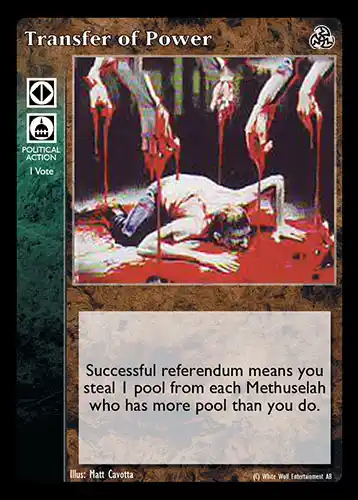 Transfer of Power
POLITICAL
ACTION
1 Vote
Successful referendum means you
steal 1 pool from each Methuselah
who has more pool than you do.
Illus: Matt Cavotta
(C) White Wolf Entertainment AB